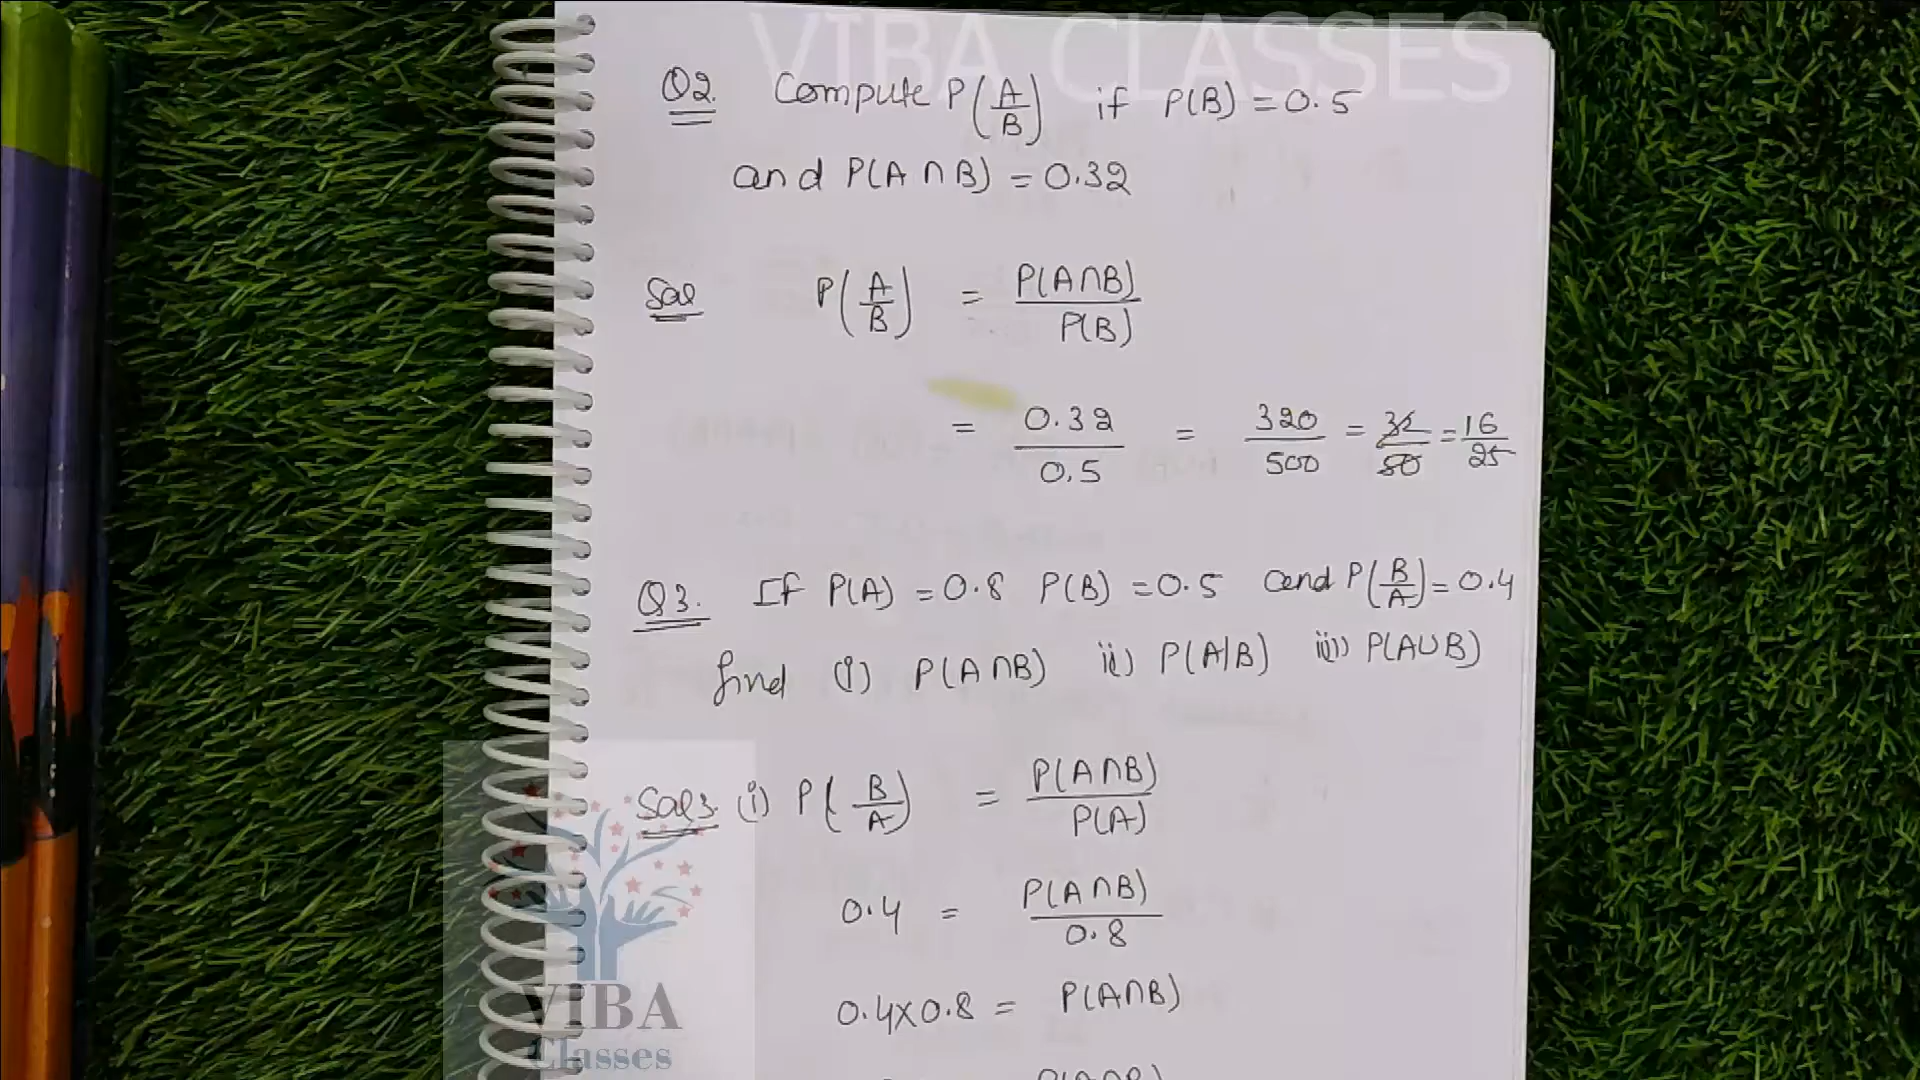 VIBA CLASSES
Q2. Compute P(A/B) if P(B) = 0.5
and P(A ∩ B) = 0.32
Sol P(A/B) = P(A∩B)/P(B)
= 0.32/0.5 = 320/500 = 32/50 = 16/25
Q3. If P(A) = 0.8 P(B) = 0.5 and P(B/A) = 0.4
find (i) P(A ∩ B) ii) P(A|B) iii) P(A∪B)
Sol 3. (i) P(B/A) = P(A∩B)/P(A)
0.4 = P(A∩B)/0.8
0.4×0.8 = P(A∩B)
VIBA
Classes